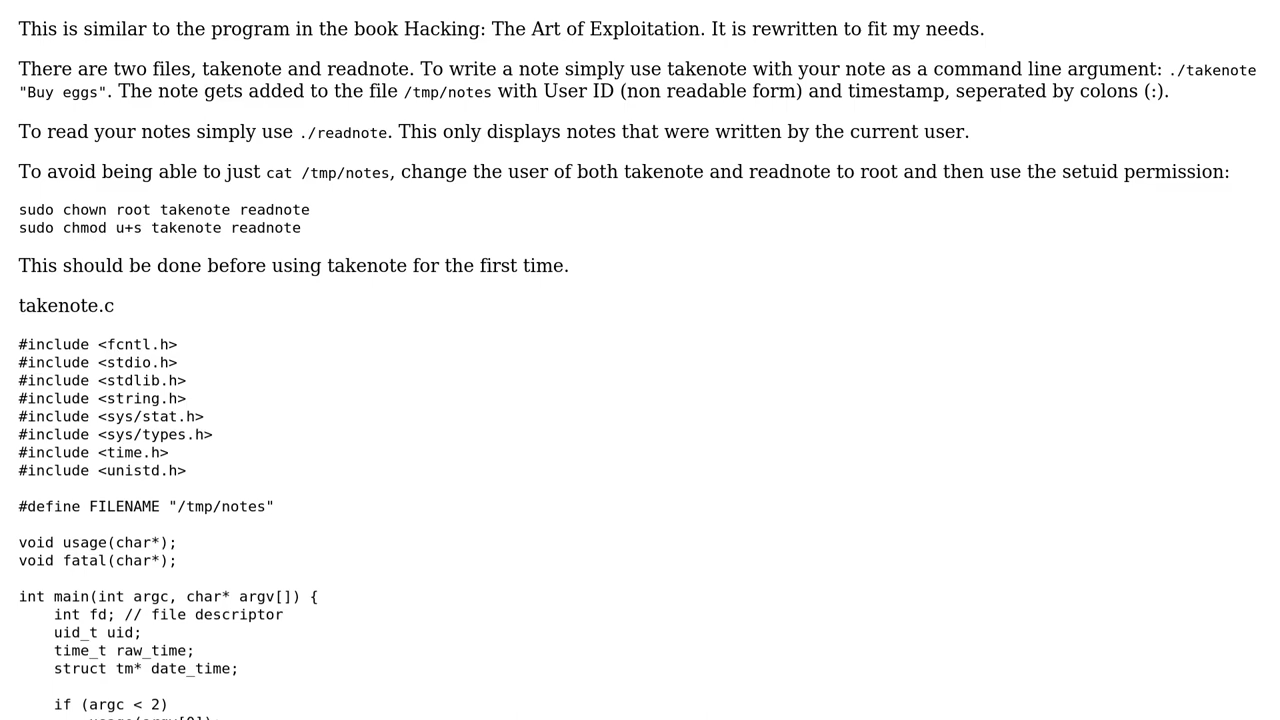 This is similar to the program in the book Hacking: The Art of Exploitation. It is rewritten to fit my needs.
There are two files, takenote and readnote. To write a note simply use takenote with your note as a command line argument: ./takenote
"Buy eggs". The note gets added to the file /tmp/notes with User ID (non readable form) and timestamp, seperated by colons (:).
To read your notes simply use ./readnote. This only displays notes that were written by the current user.
To avoid being able to just cat /tmp/notes, change the user of both takenote and readnote to root and then use the setuid permission:
sudo chown root takenote readnote
sudo chmod u+s takenote readnote
This should be done before using takenote for the first time.
takenote.c
#include <fcntl.h>
#include <stdio.h>
#include <stdlib.h>
#include <string.h>
#include <sys/stat.h>
#include <sys/types.h>
#include <time.h>
#include <unistd.h>
#define FILENAME "/tmp/notes"
void usage(char*);
void fatal(char*);
int main(int argc, char* argv[]) {
    int fd; // file descriptor
    uid_t uid;
    time_t raw_time;
    struct tm* date_time;
    if (argc < 2)